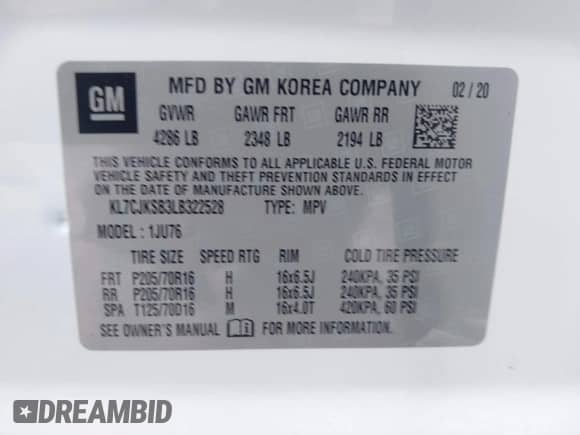 GM
MFD BY GM KOREA COMPANY 02 / 20
GVWR GAWR FRT GAWR RR
4286 LB 2348 LB 2194 LB
THIS VEHICLE CONFORMS TO ALL APPLICABLE U.S. FEDERAL MOTOR
VEHICLE SAFETY AND THEFT PREVENTION STANDARDS IN EFFECT
ON THE DATE OF MANUFACTURE SHOWN ABOVE.
KL7CJKSB3LB322528 TYPE: MPV
MODEL: 1JU76
TIRE SIZE SPEED RTG RIM COLD TIRE PRESSURE
FRT P205/70R16 H 16x6.5J 240KPA, 35 PSI
RR P205/70R16 H 16x6.5J 240KPA, 35 PSI
SPA T125/70D16 M 16x4.0T 420KPA, 60 PSI
SEE OWNER'S MANUAL FOR MORE INFORMATION.
DREAMBID